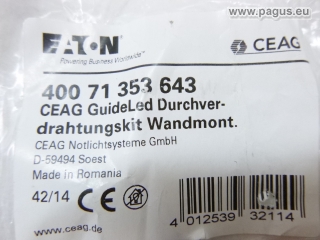 www.pagus.eu
EATON
Powering Business Worldwide
CEAG
400 71 353 643
CEAG GuideLed Durchver-
drahtungskit Wandmont.
CEAG Notlichtsysteme GmbH
D-59494 Soest
Made in Romania
42/14 CE
www.ceag.de
4 012539 32114